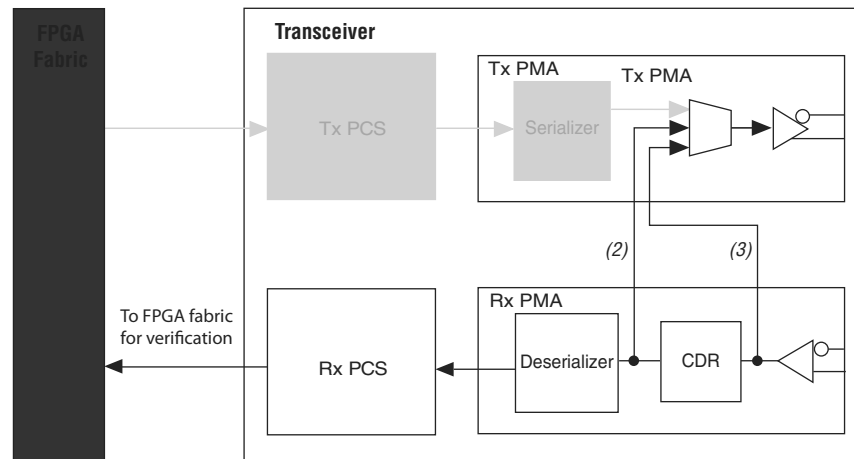 FPGA
Fabric
Transceiver
Tx PMA
Tx PMA
Tx PCS
Serializer
(2)
(3)
To FPGA fabric
for verification
Rx PMA
Rx PCS
Deserializer
CDR